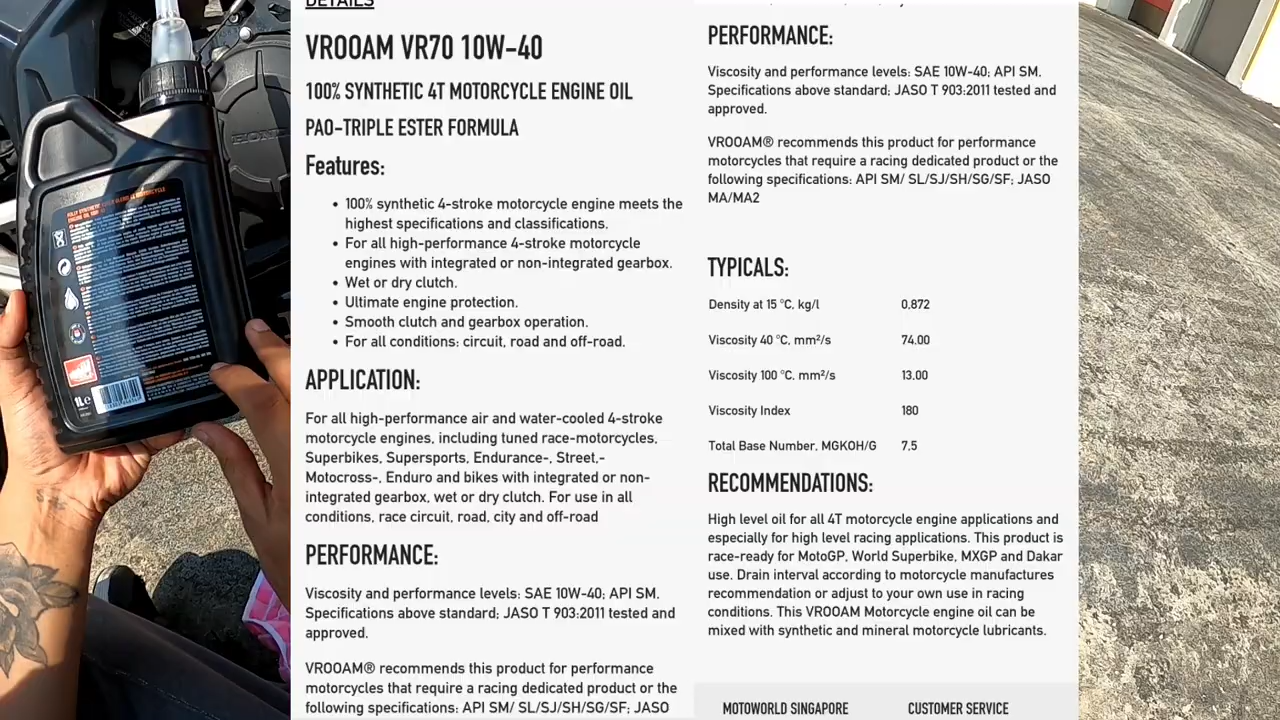 DETAILS
VROOAM VR70 10W-40
100% SYNTHETIC 4T MOTORCYCLE ENGINE OIL
PAO-TRIPLE ESTER FORMULA
Features:
• 100% synthetic 4-stroke motorcycle engine meets the
highest specifications and classifications.
• For all high-performance 4-stroke motorcycle
engines with integrated or non-integrated gearbox.
• Wet or dry clutch.
• Ultimate engine protection.
• Smooth clutch and gearbox operation.
• For all conditions: circuit, road and off-road.
APPLICATION:
For all high-performance air and water-cooled 4-stroke
motorcycle engines, including tuned race-motorcycles,
Superbikes, Supersports, Endurance-, Street,-
Motocross-, Enduro and bikes with integrated or non-
integrated gearbox, wet or dry clutch. For use in all
conditions, race circuit, road, city and off-road
PERFORMANCE:
Viscosity and performance levels: SAE 10W-40; API SM.
Specifications above standard; JASO T 903:2011 tested and
approved.
VROOAM® recommends this product for performance
motorcycles that require a racing dedicated product or the
following specifications: API SM/ SL/SJ/SH/SG/SF; JASO
PERFORMANCE:
Viscosity and performance levels: SAE 10W-40; API SM.
Specifications above standard; JASO T 903:2011 tested and
approved.
VROOAM® recommends this product for performance
motorcycles that require a racing dedicated product or the
following specifications: API SM/ SL/SJ/SH/SG/SF; JASO
MA/MA2
TYPICALS:
Density at 15 °C, kg/l 0,872
Viscosity 40 °C, mm²/s 74.00
Viscosity 100 °C, mm²/s 13.00
Viscosity Index 180
Total Base Number, MGKOH/G 7,5
RECOMMENDATIONS:
High level oil for all 4T motorcycle engine applications and
especially for high level racing applications. This product is
race-ready for MotoGP, World Superbike, MXGP and Dakar
use. Drain interval according to motorcycle manufactures
recommendation or adjust to your own use in racing
conditions. This VROOAM Motorcycle engine oil can be
mixed with synthetic and mineral motorcycle lubricants.
MOTOWORLD SINGAPORE CUSTOMER SERVICE
HONDA
1L e